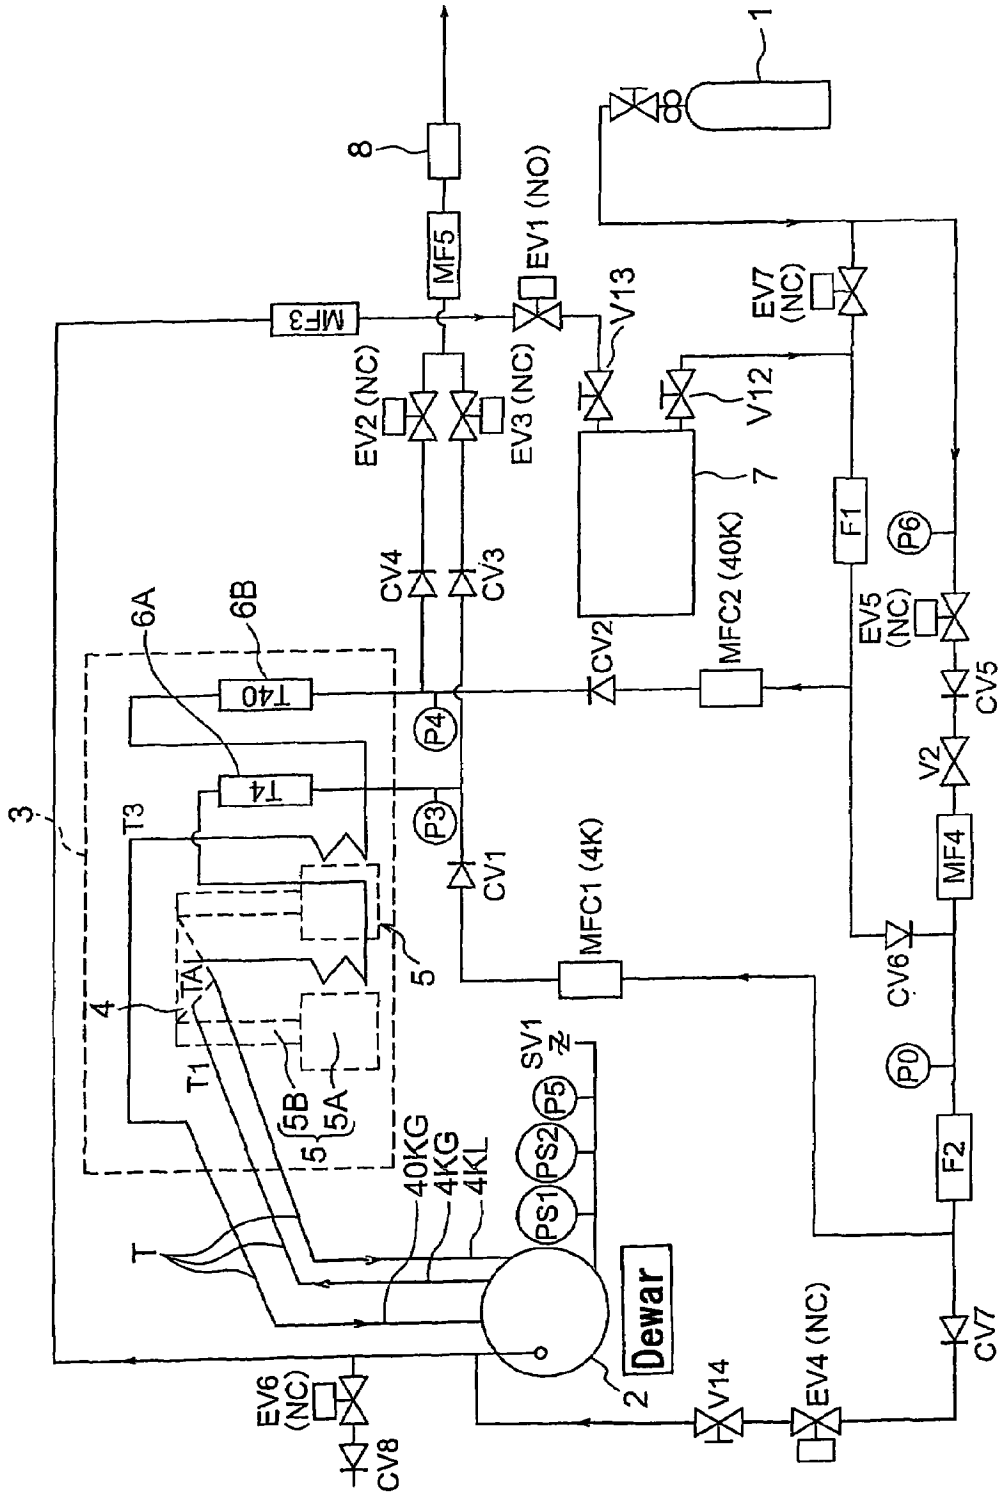 1
8
MF5
EV1 (NO)
MF3
EV2 (NC)
EV3 (NC)
V13
V12
EV7
(NC)
7
F1
P6
EV5
(NC)
CV5
V2
MF4
CV4
CV3
CV2
MFC2 (40K)
6A
6B
T40
T4
P4
P3
3
T3
CV1
MFC1 (4K)
CV6
P0
F2
4
TA
T1
5
5B
5A
5
T
40KG
4KG
4KL
SV1
P5
PS2
PS1
Dewar
2
EV6
(NC)
CV8
V14
EV4 (NC)
CV7